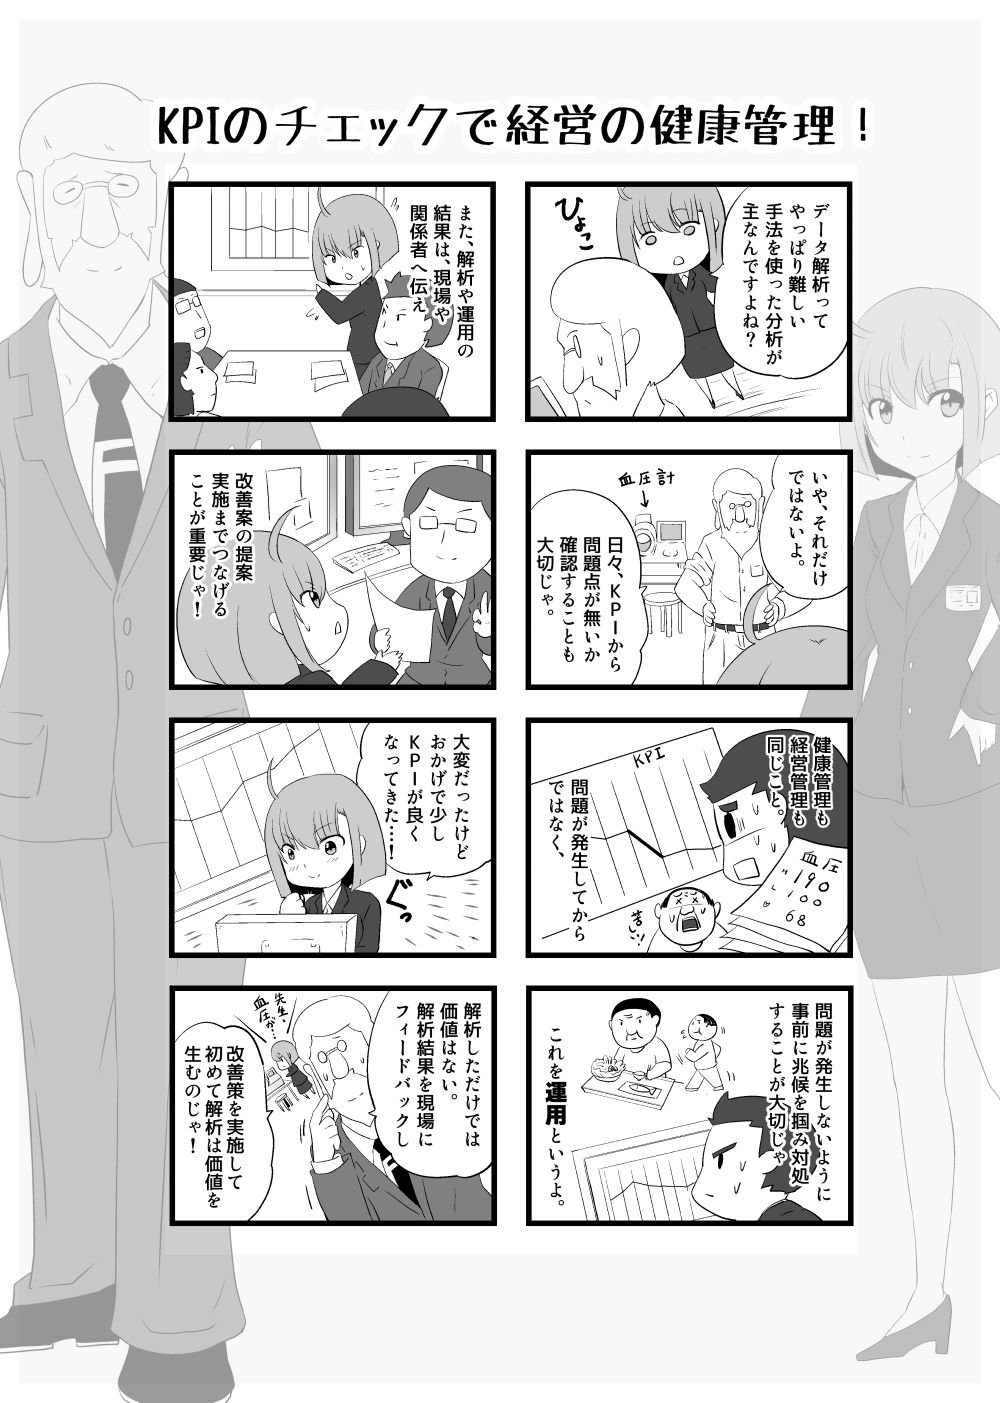 KPIのチェックで経営の健康管理！
データ解析って
やっぱり難しい
手法を使った分析が
主なんですよね？
ひょこ
いや、それだけ
ではないよ。
血圧計
日々、KPIから
問題点が無いか
確認することも
大切じゃ。
健康管理も
経営管理も
同じこと。
KPI
問題が発生してから
ではなく、
血圧
190
100
68
苦しい!
問題が発生しないように
事前に兆候を掴み対処
することが大切じゃ
これを運用というよ。
また、解析や運用の
結果は、現場や
関係者へ伝え
改善案の提案
実施までつなげる
ことが重要じゃ！
大変だったけど
おかげで少し
KPIが良く
なってきた…！
ぐっ
解析しただけでは
価値はない。
解析結果を現場に
フィードバックし
先生、
血圧が…
改善策を実施して
初めて解析は価値を
生むのじゃ！